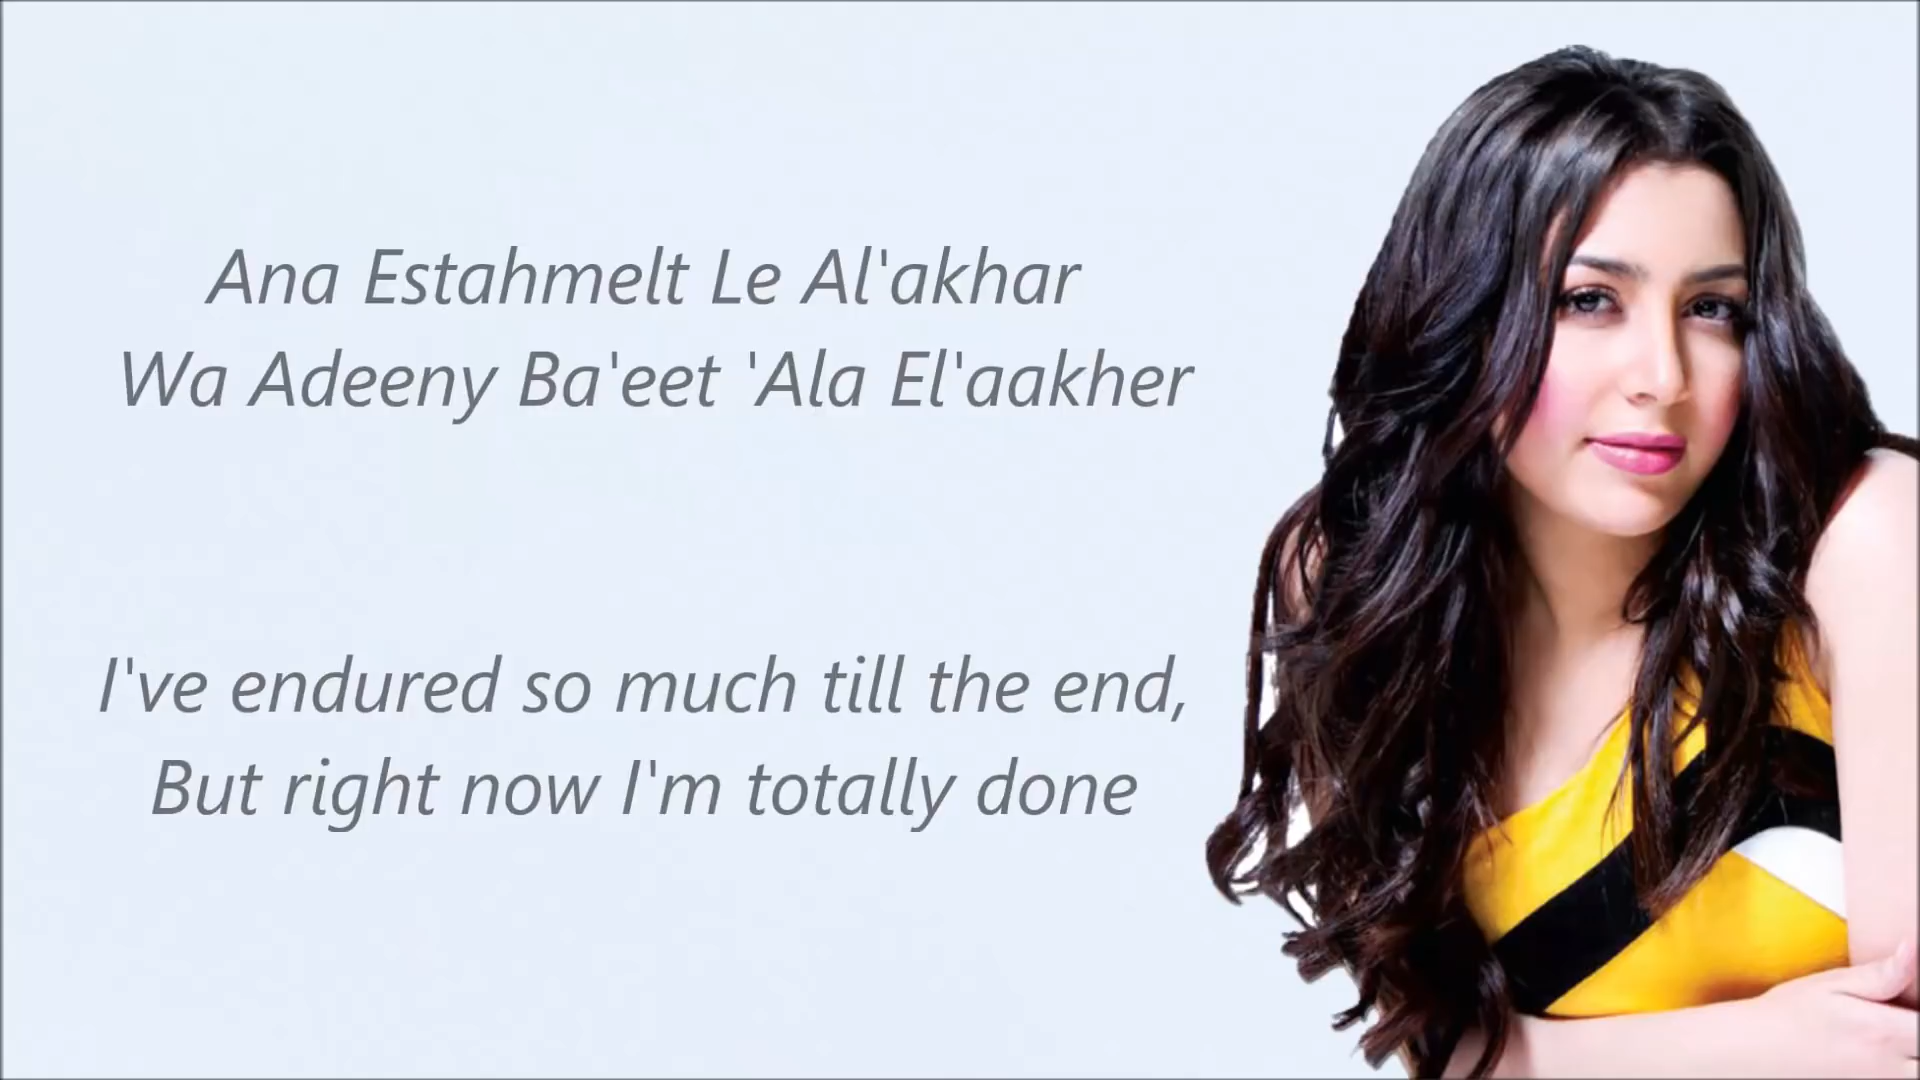 Ana Estahmelt Le Al'akhar
Wa Adeeny Ba'eet 'Ala El'aakher
I've endured so much till the end,
But right now I'm totally done